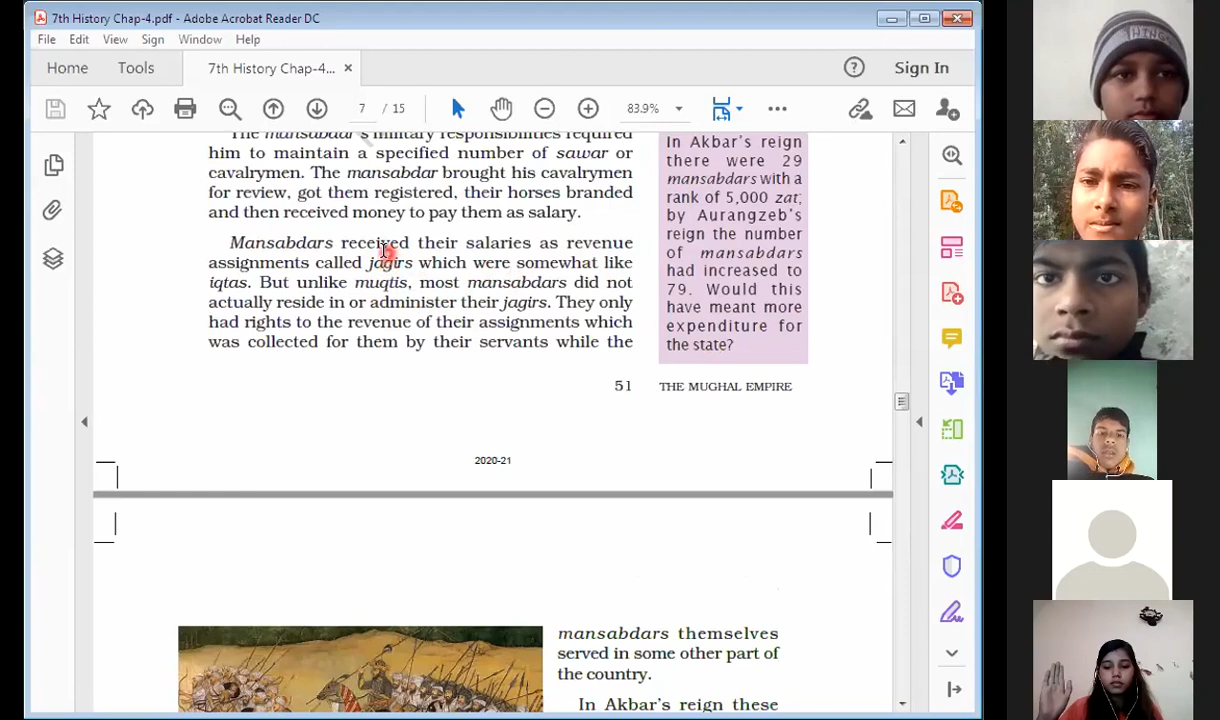 7th History Chap-4.pdf - Adobe Acrobat Reader DC
File Edit View Sign Window Help
Home Tools 7th History Chap-4... × Sign In
7 / 15 83.9%
The mansabdar's military responsibilities required
him to maintain a specified number of sawar or
cavalrymen. The mansabdar brought his cavalrymen
for review, got them registered, their horses branded
and then received money to pay them as salary.
Mansabdars received their salaries as revenue
assignments called jagirs which were somewhat like
iqtas. But unlike muqtis, most mansabdars did not
actually reside in or administer their jagirs. They only
had rights to the revenue of their assignments which
was collected for them by their servants while the
In Akbar's reign
there were 29
mansabdars with a
rank of 5,000 zat;
by Aurangzeb's
reign the number
of mansabdars
had increased to
79. Would this
have meant more
expenditure for
the state?
51 THE MUGHAL EMPIRE
2020-21
mansabdars themselves
served in some other part of
the country.
In Akbar's reign these
THINGS